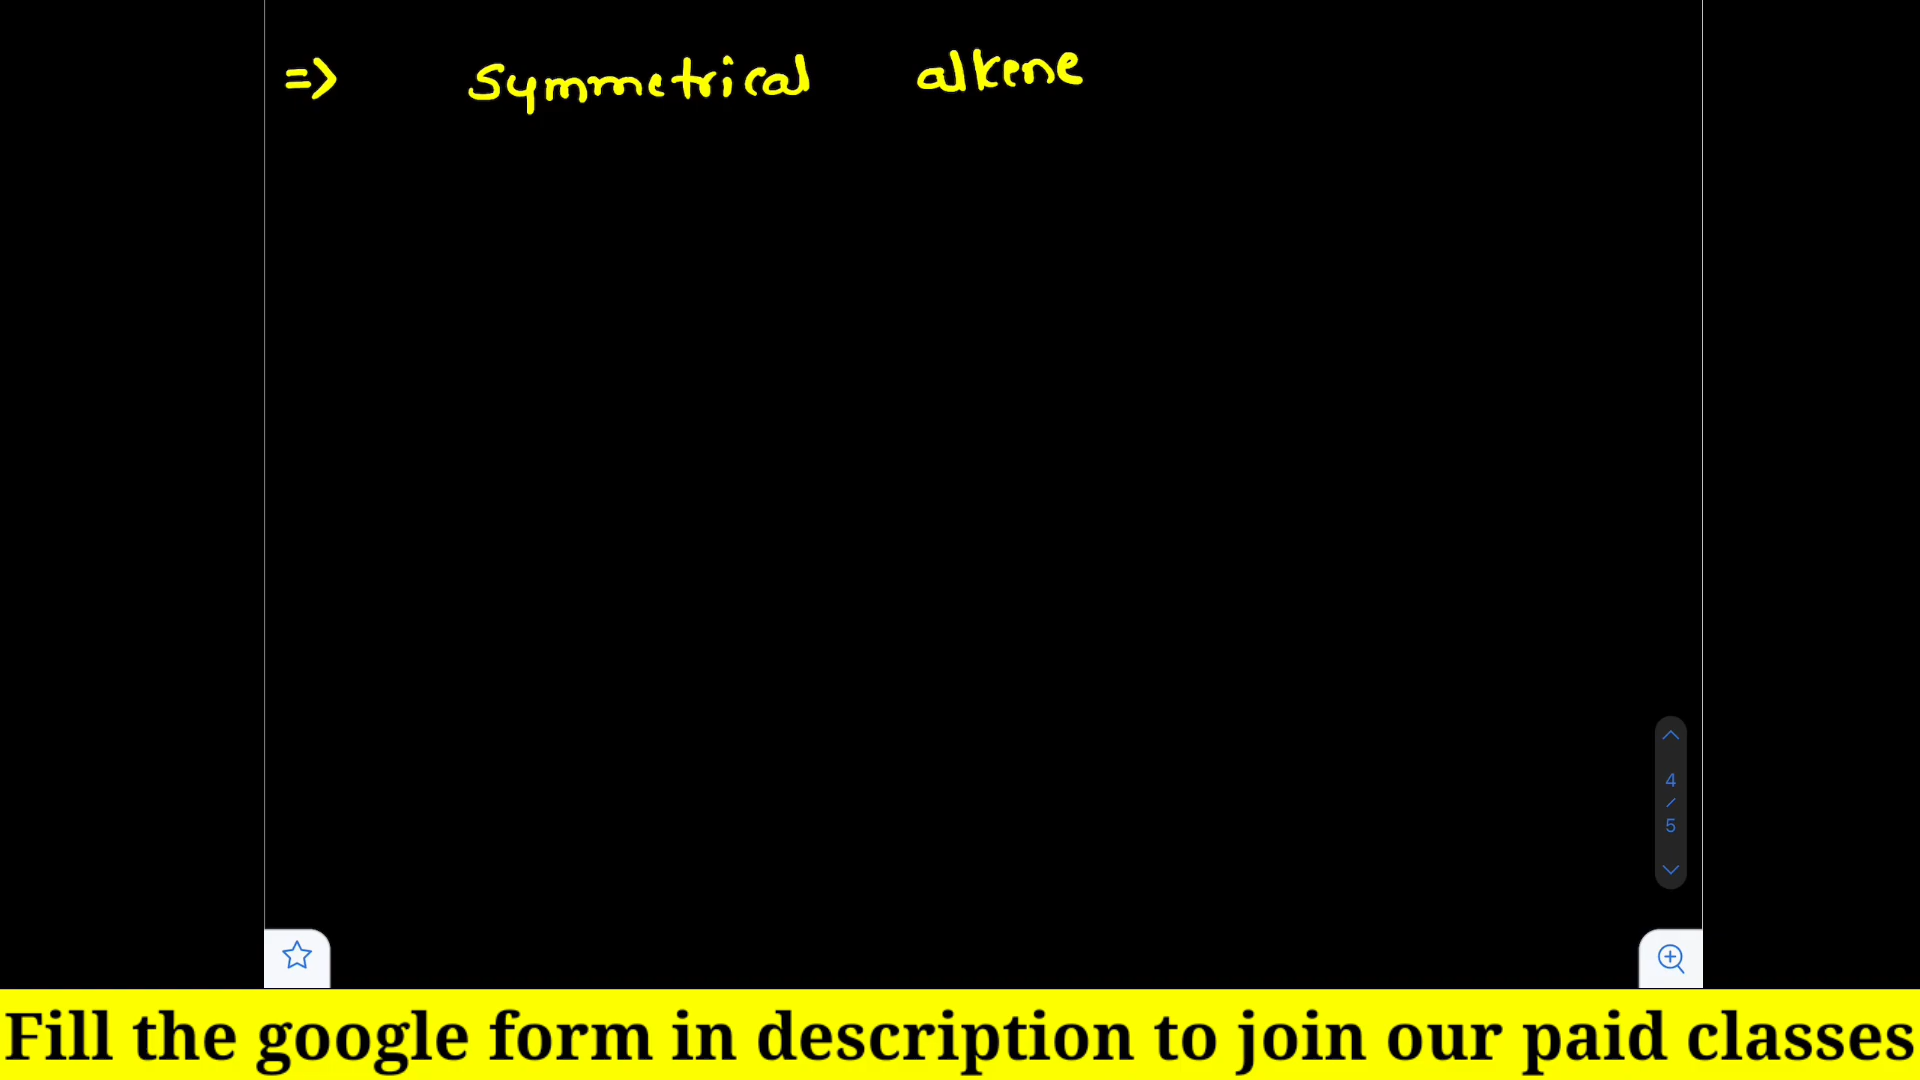 => Symmetrical alkene
4
/
5
Fill the google form in description to join our paid classes